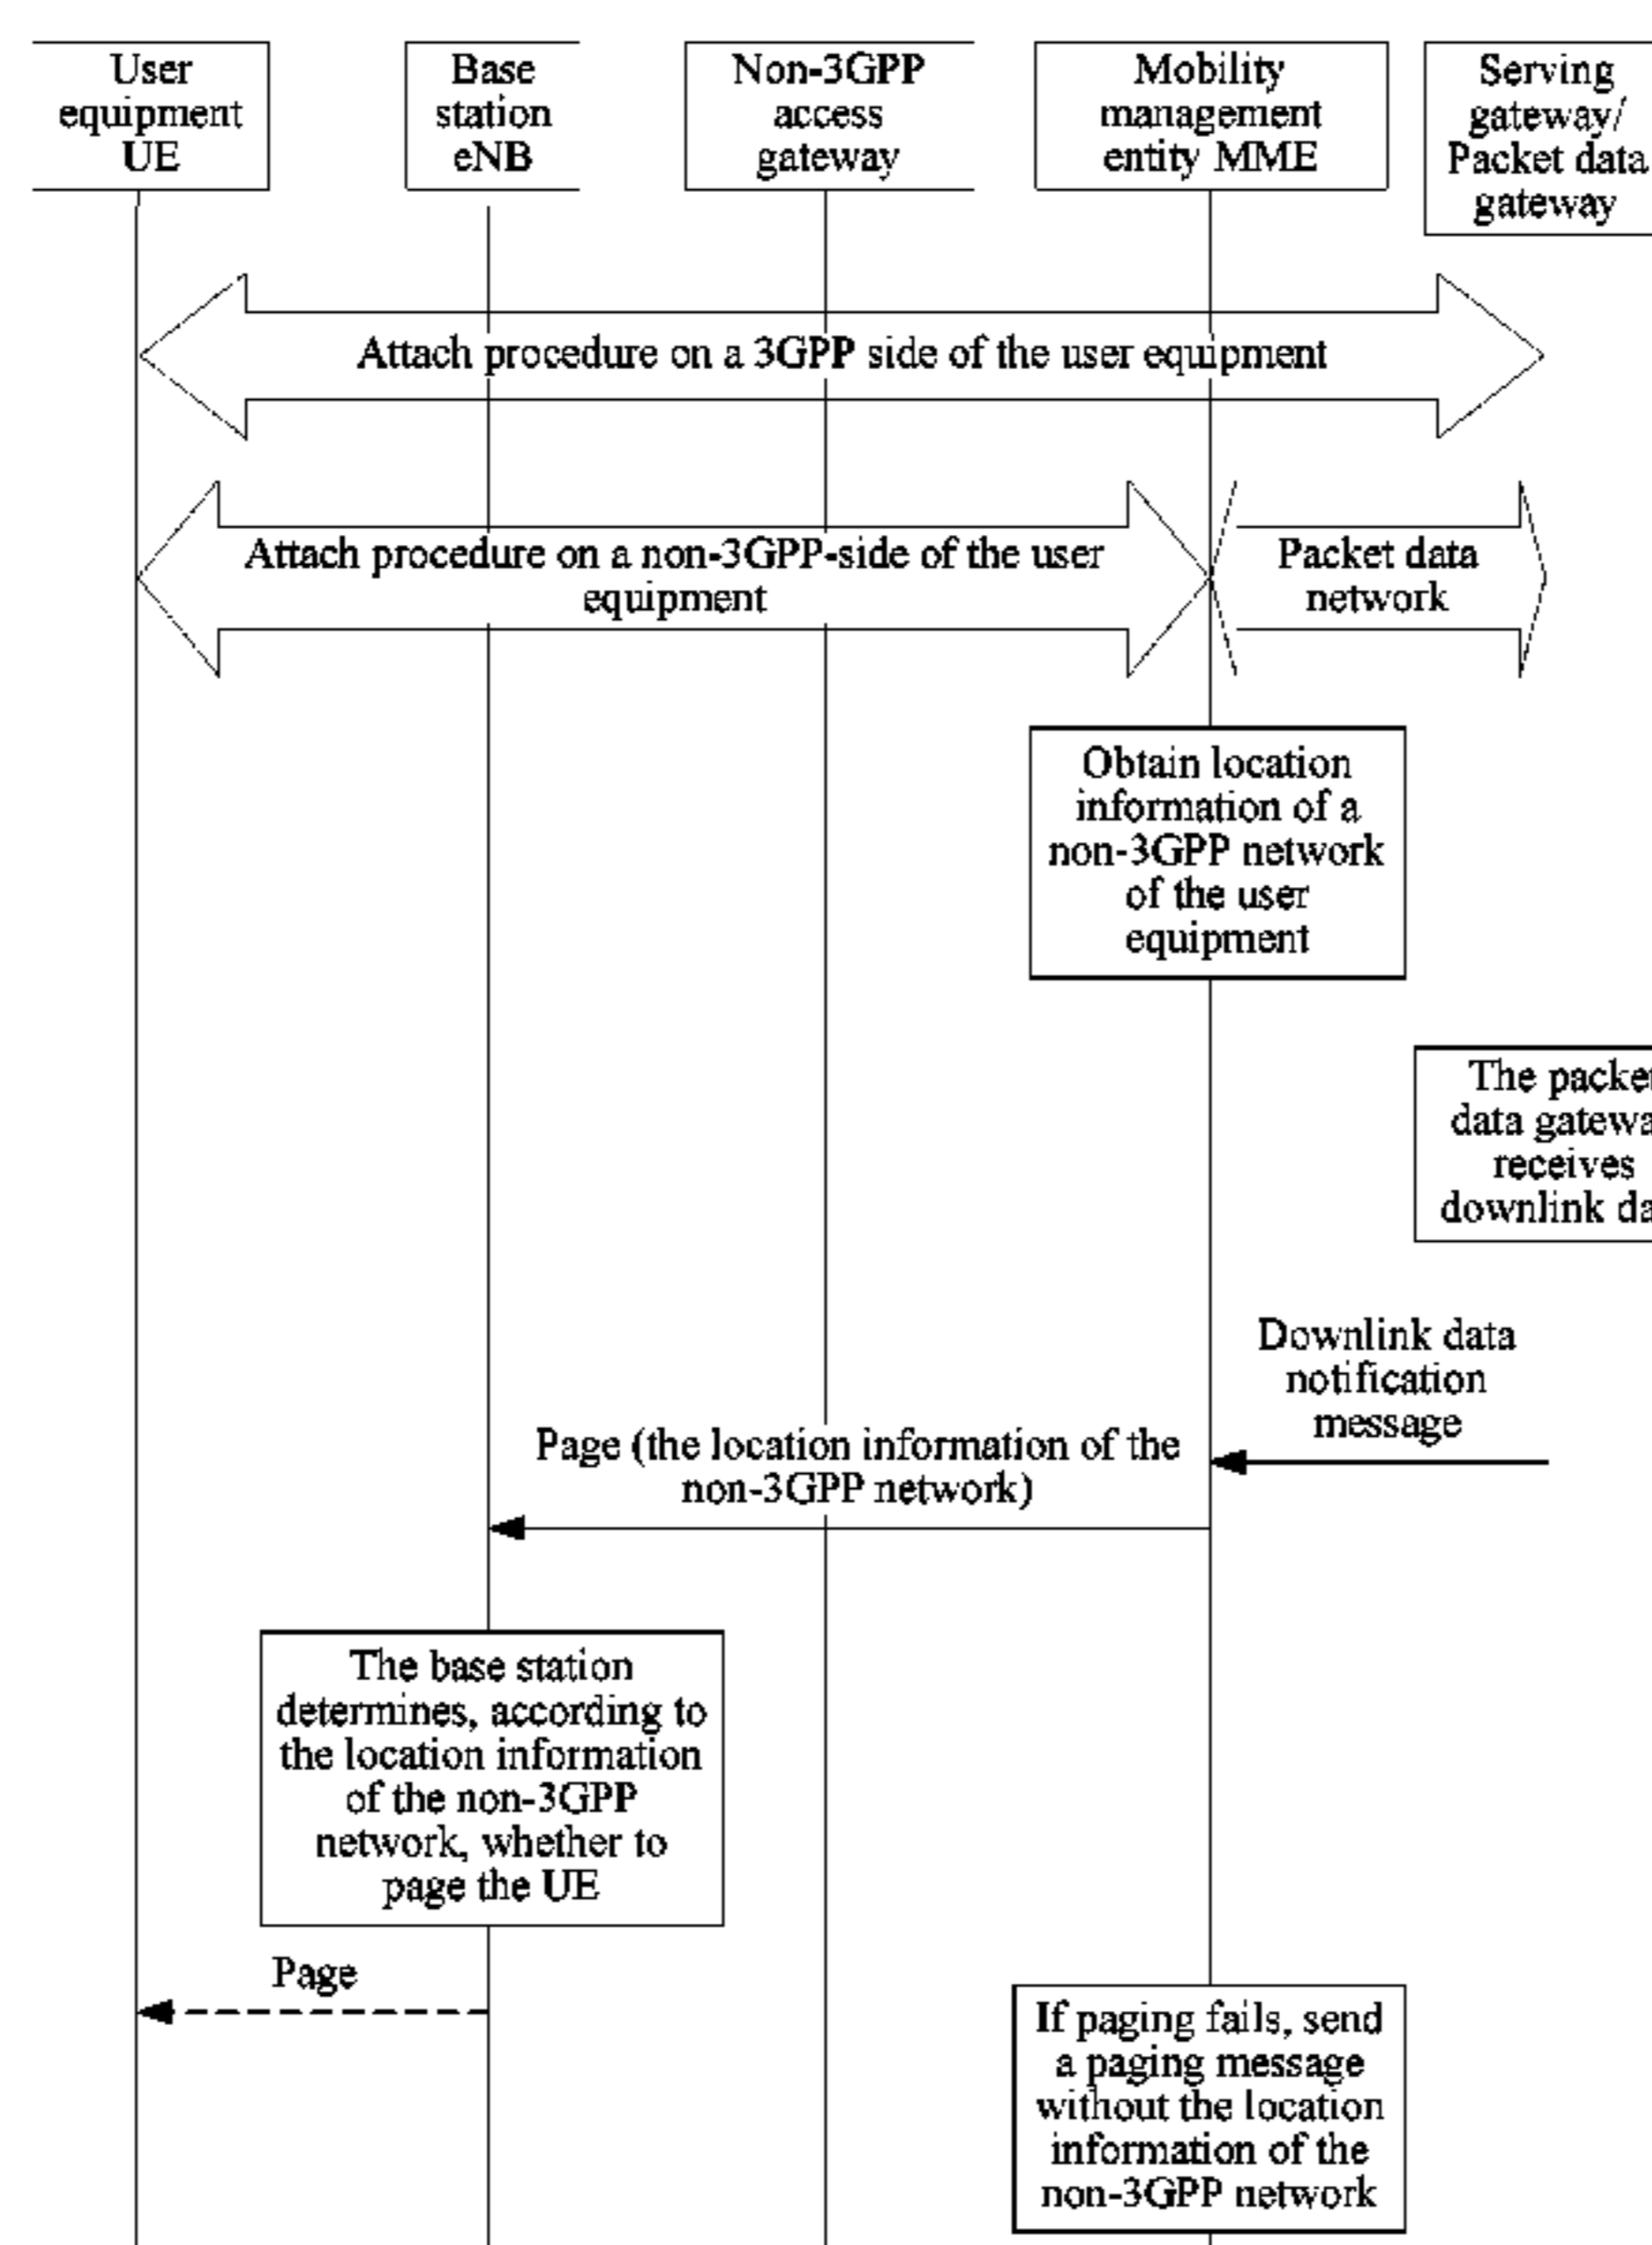 User
equipment
UE
Base
station
eNB
Non-3GPP
access
gateway
Mobility
management
entity MME
Serving
gateway/
Packet data
gateway
Attach procedure on a 3GPP side of the user equipment
Attach procedure on a non-3GPP-side of the user
equipment
Packet data
network
Obtain location
information of a
non-3GPP network
of the user
equipment
The
data
receives
downlink
Downlink data
notification
message
Page (the location information of the
non-3GPP network)
The base station
determines, according to
the location information
of the non-3GPP
network, whether to
page the UE
Page
If paging fails, send
a paging message
without the location
information of the
non-3GPP network